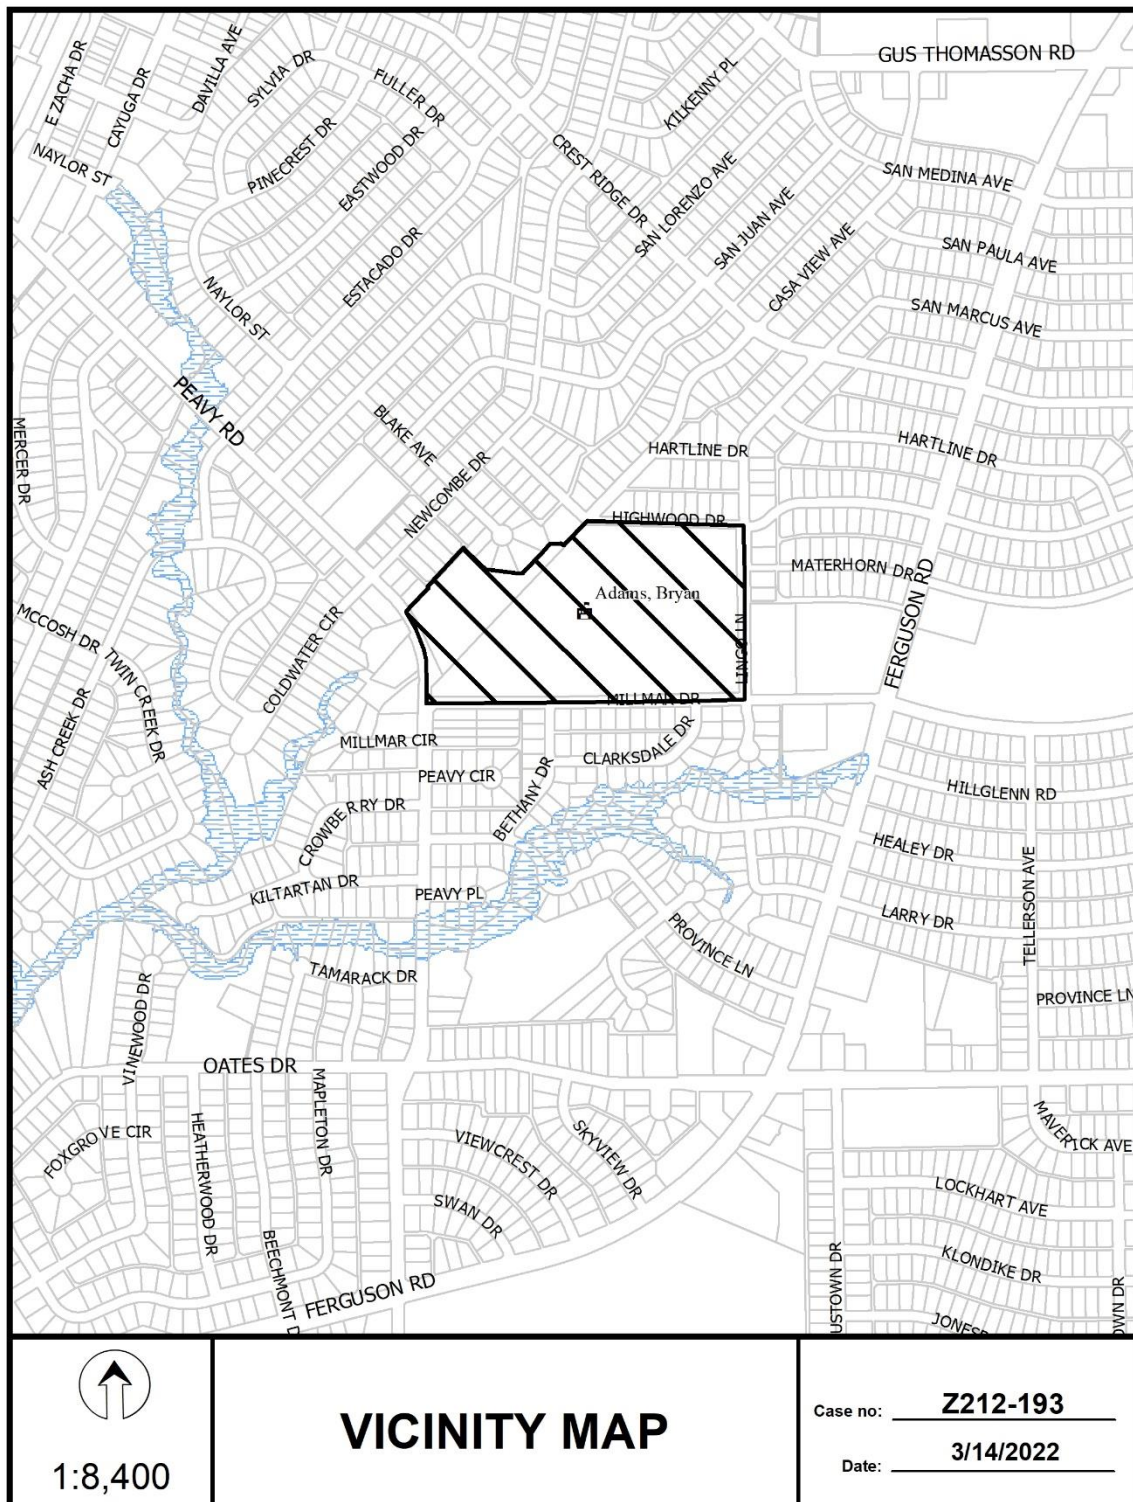 GUS THOMASSON RD
E ZACHA DR
CAYUGA DR
DAVILLA AVE
SYLVIA DR
FULLER DR
KILKENNY PL
NAYLOR ST
PINECREST DR
EASTWOOD DR
CREST RIDGE DR
SAN LORENZO AVE
SAN MEDINA AVE
SAN JUAN AVE
CASA VIEW AVE
SAN PAULA AVE
ESTACADO DR
NAYLOR ST
SAN MARCUS AVE
PEAVY RD
BLAKE AVE
MERCER DR
NEWCOMBE DR
HARTLINE DR
HARTLINE DR
HIGHWOOD DR
MATERHORN DR
Adams, Bryan
FERGUSON RD
MCCOSH DR
TWIN CREEK DR
COLDWATER CIR
LINGO LN
MILLMAR DR
ASH CREEK DR
MILLMAR CIR
CLARKSDALE DR
PEAVY CIR
BETHANY DR
HILLGLENN RD
CROWBERRY DR
HEALEY DR
KILTARTAN DR
PEAVY PL
LARRY DR
TELLERSON AVE
PROVINCE LN
TAMARACK DR
PROVINCE LN
VINEWOOD DR
OATES DR
MAPLETON DR
FOXGROVE CIR
HEATHERWOOD DR
VIEWCREST DR
SKYVIEW DR
MAVERICK AVE
SWAN DR
LOCKHART AVE
BEECHMONT D
KLONDIKE DR
FERGUSON RD
USTOWN DR
OWN DR
1:8,400
VICINITY MAP
Case no: Z212-193
Date: 3/14/2022